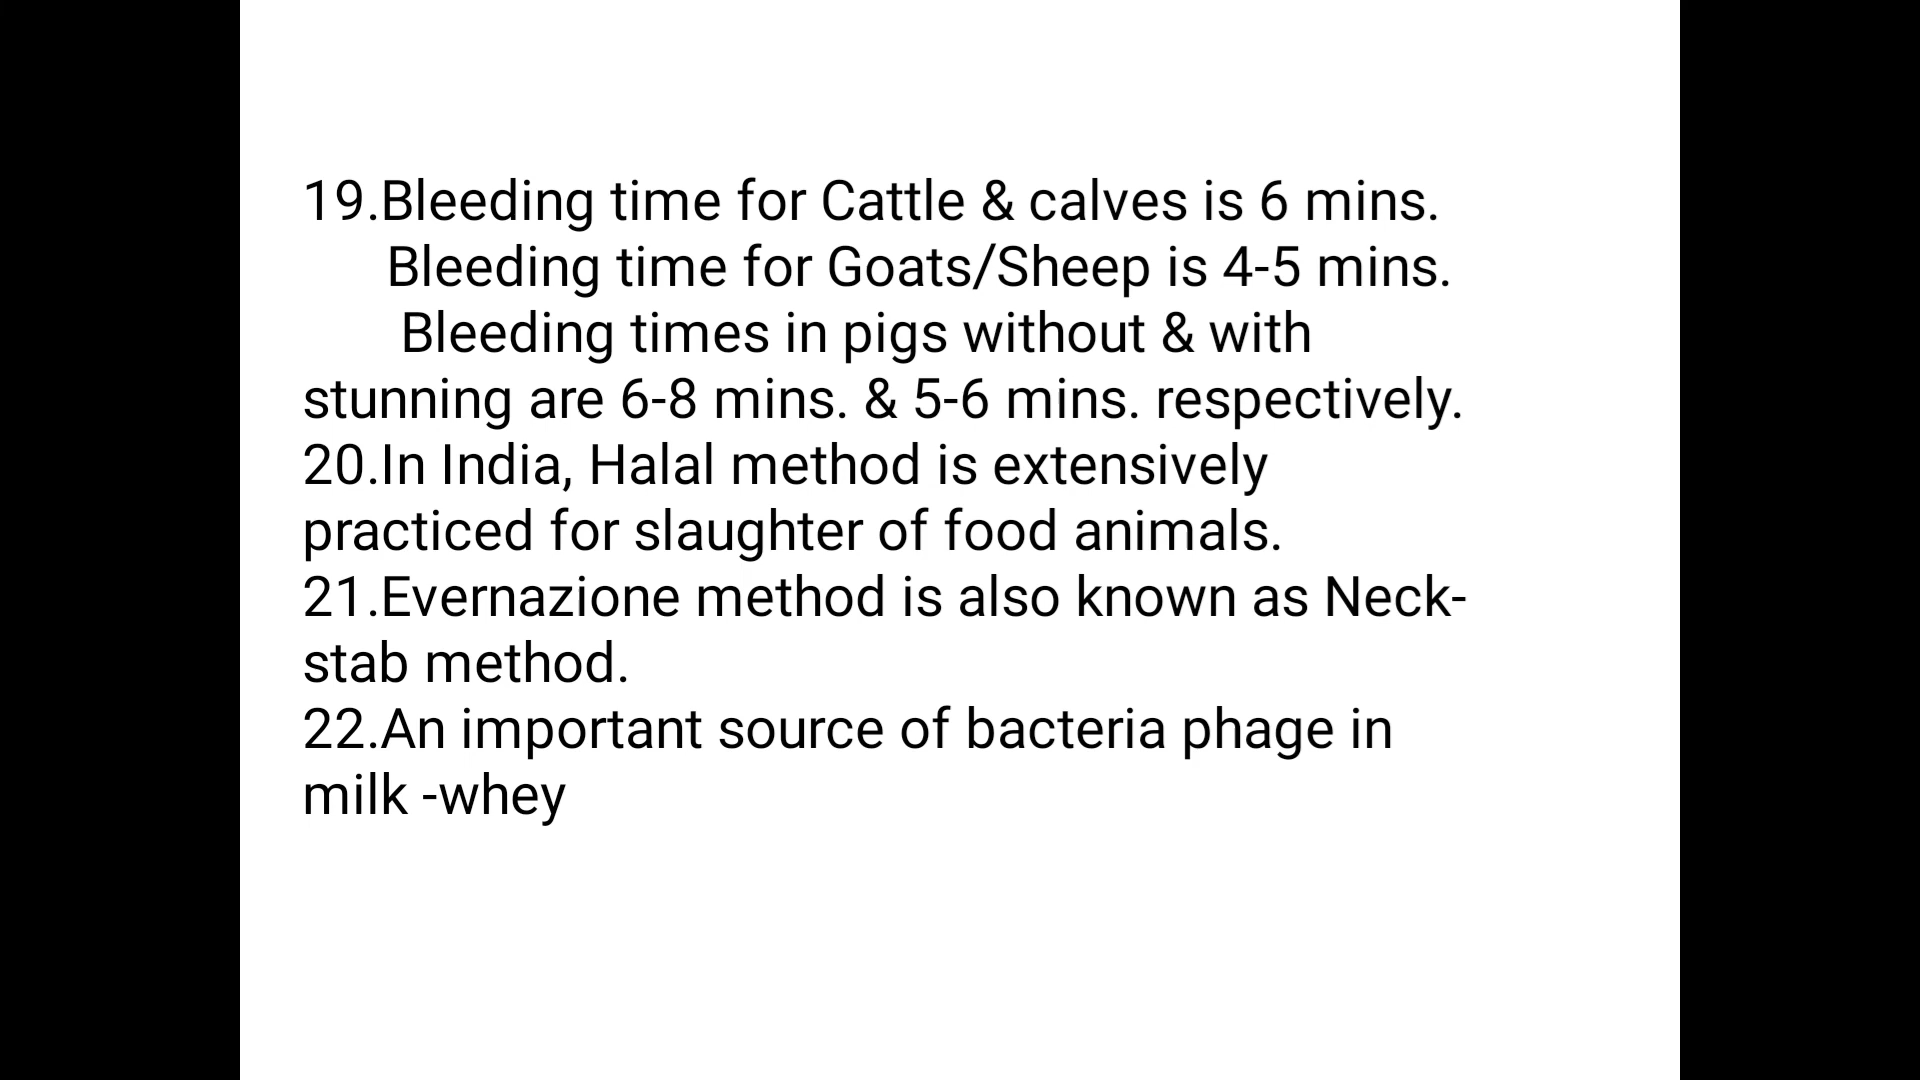 19.Bleeding time for Cattle & calves is 6 mins.
Bleeding time for Goats/Sheep is 4-5 mins.
Bleeding times in pigs without & with
stunning are 6-8 mins. & 5-6 mins. respectively.
20.In India, Halal method is extensively
practiced for slaughter of food animals.
21.Evernazione method is also known as Neck-
stab method.
22.An important source of bacteria phage in
milk -whey